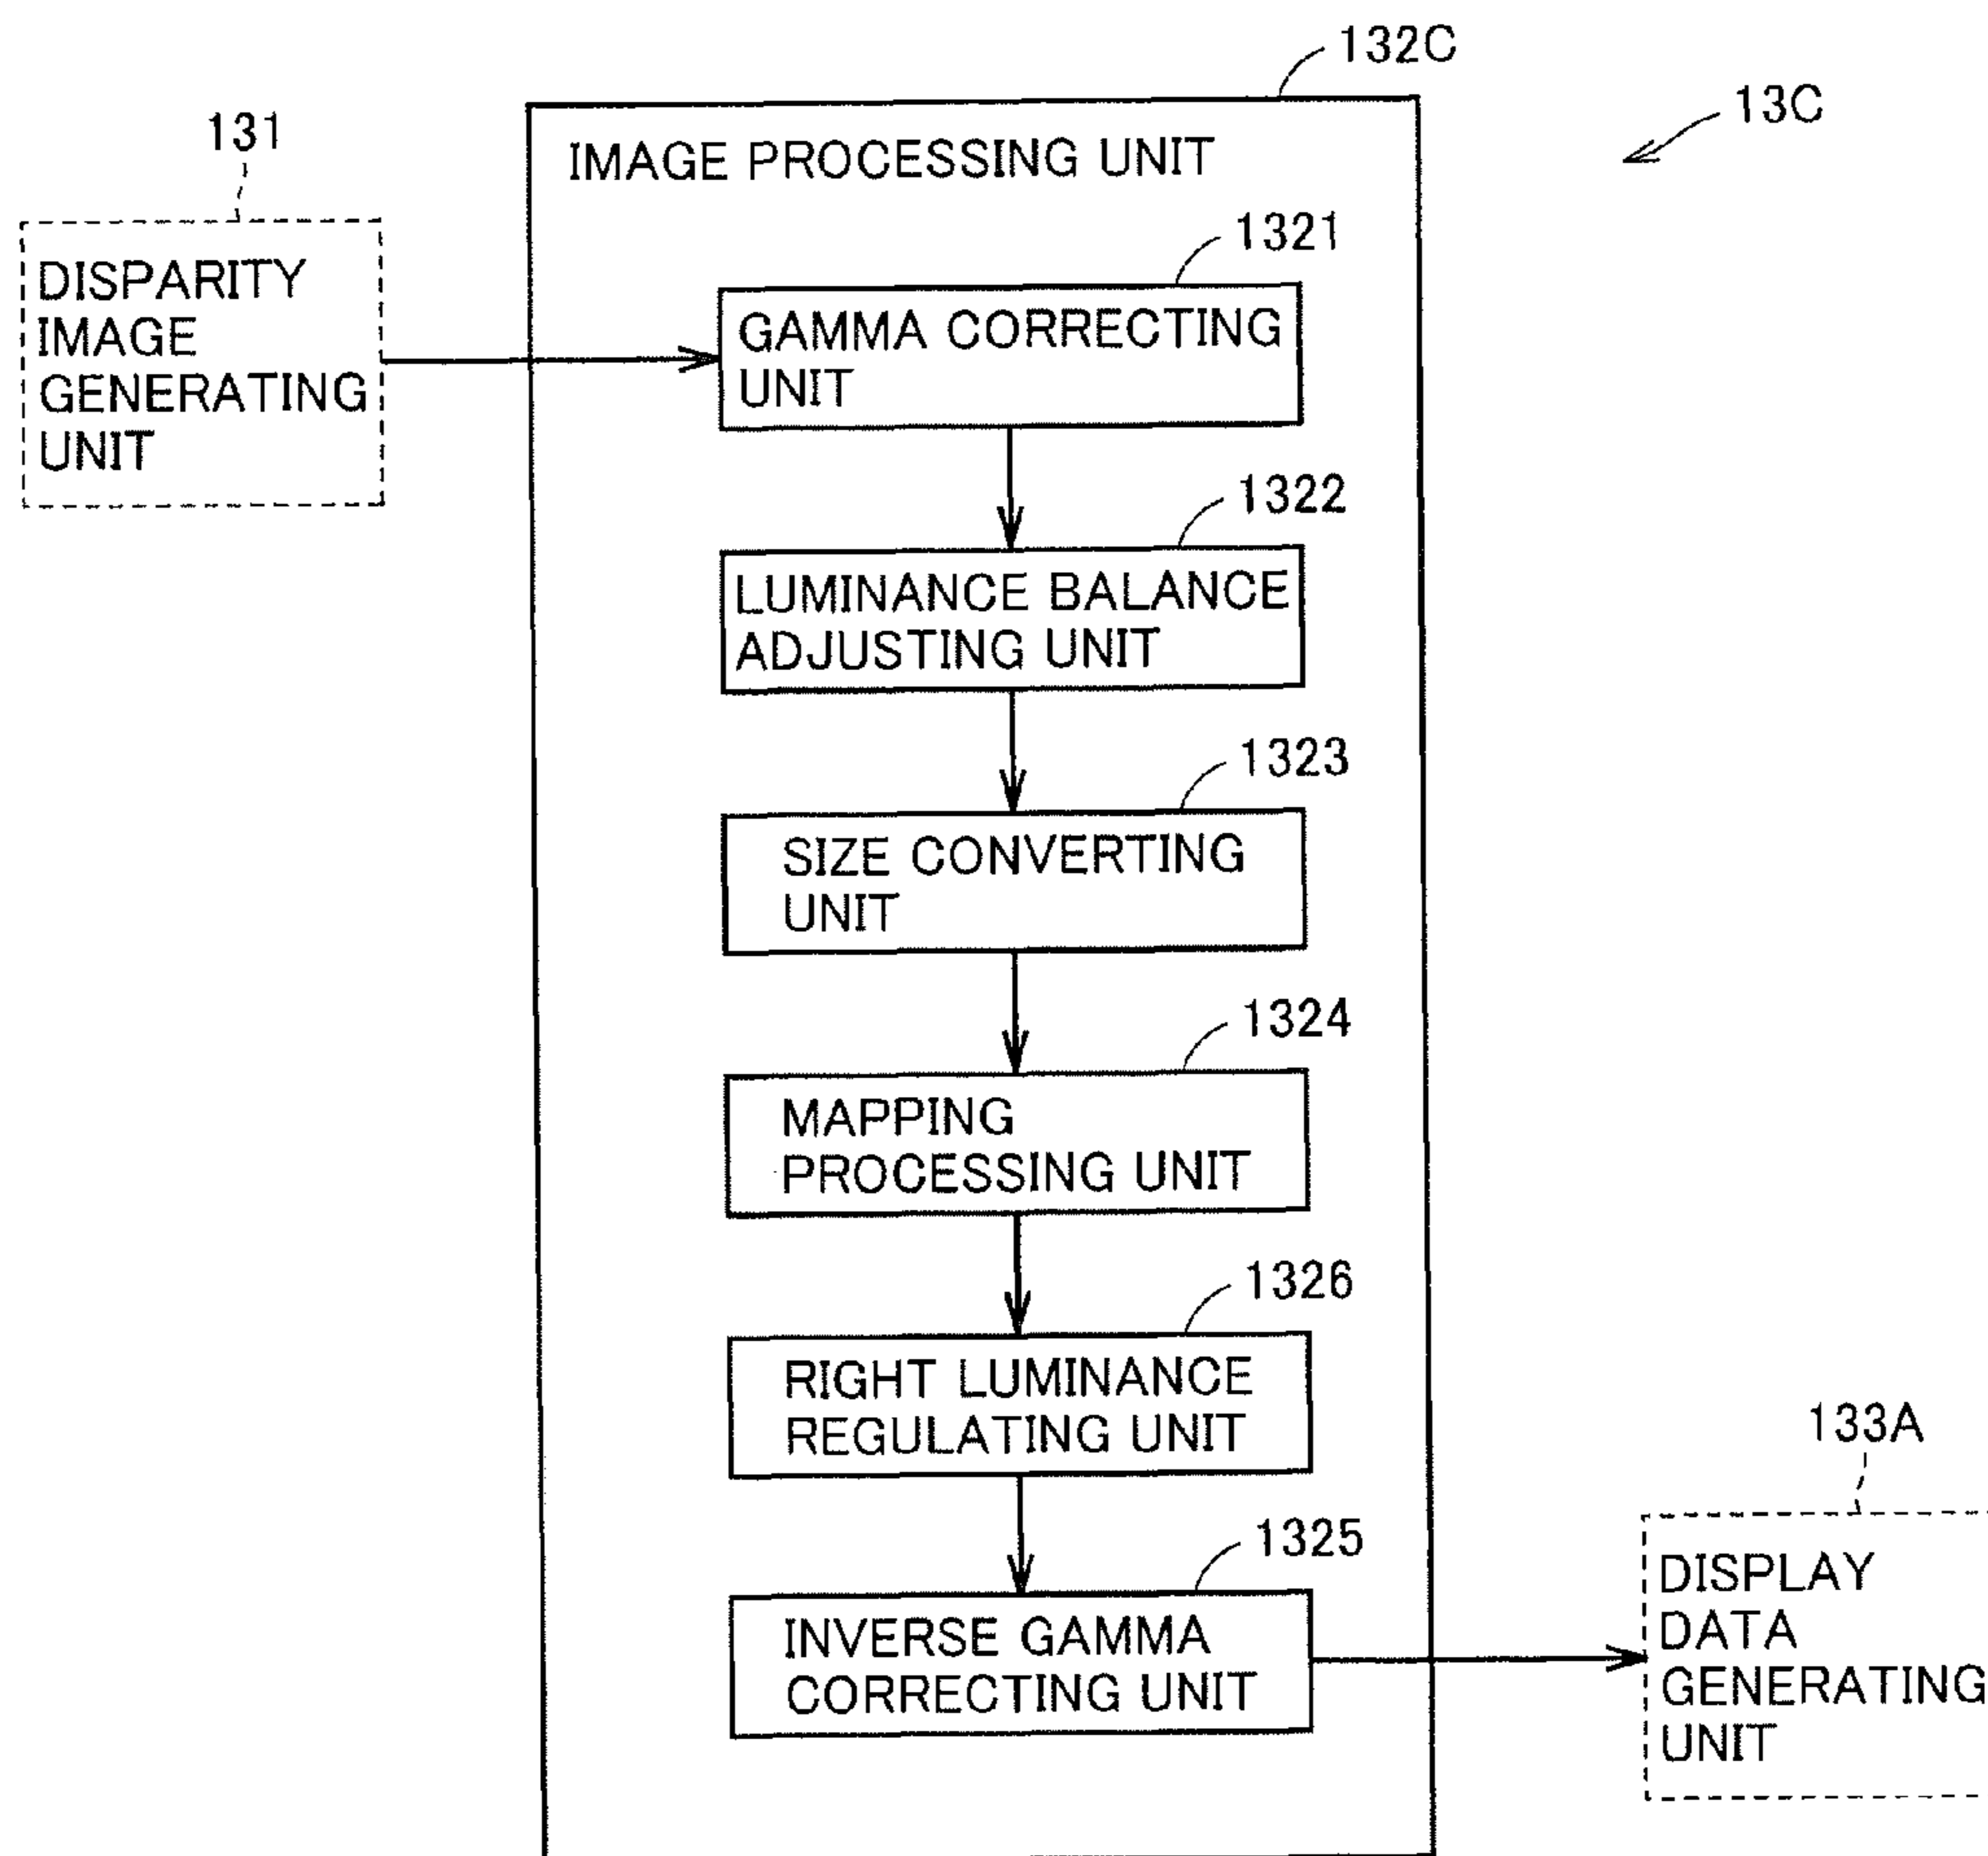 132C
13C
131
IMAGE PROCESSING UNIT
DISPARITY
IMAGE
GENERATING
UNIT
1321
GAMMA CORRECTING
UNIT
1322
LUMINANCE BALANCE
ADJUSTING UNIT
1323
SIZE CONVERTING
UNIT
1324
MAPPING
PROCESSING UNIT
1326
RIGHT LUMINANCE
REGULATING UNIT
1325
INVERSE GAMMA
CORRECTING UNIT
133A
DISPLAY
DATA
GENERATING
UNIT